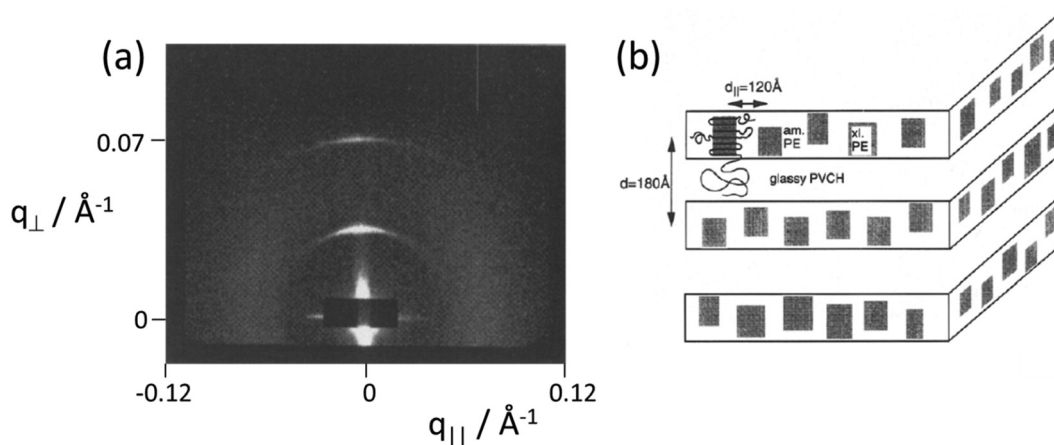 (a)
0.07
q⊥ / Å-1
0
-0.12
0
0.12
q|| / Å-1
(b)
d||=120Å
am.
PE
xl.
PE
d=180Å
glassy PVCH